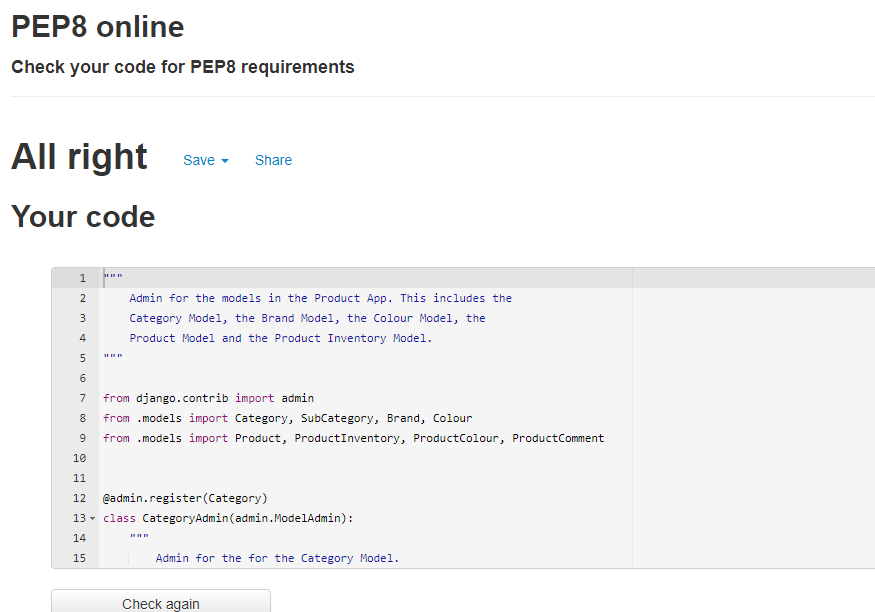 PEP8 online
Check your code for PEP8 requirements
All right Save Share
Your code
1 """
2 Admin for the models in the Product App. This includes the
3 Category Model, the Brand Model, the Colour Model, the
4 Product Model and the Product Inventory Model.
5 """
6
7 from django.contrib import admin
8 from .models import Category, SubCategory, Brand, Colour
9 from .models import Product, ProductInventory, ProductColour, ProductComment
10
11
12 @admin.register(Category)
13 class CategoryAdmin(admin.ModelAdmin):
14 """
15 Admin for the for the Category Model.
Check again